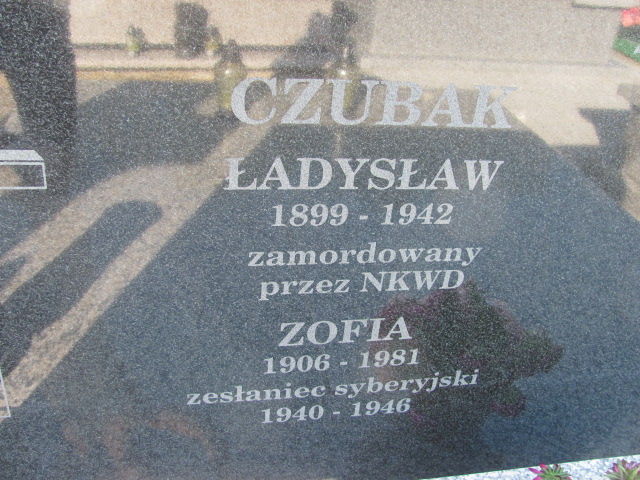 CZUBAK
ŁADYSŁAW
1899 - 1942
zamordowany
przez NKWD
ZOFIA
1906 - 1981
zesłaniec syberyjski
1940 - 1946